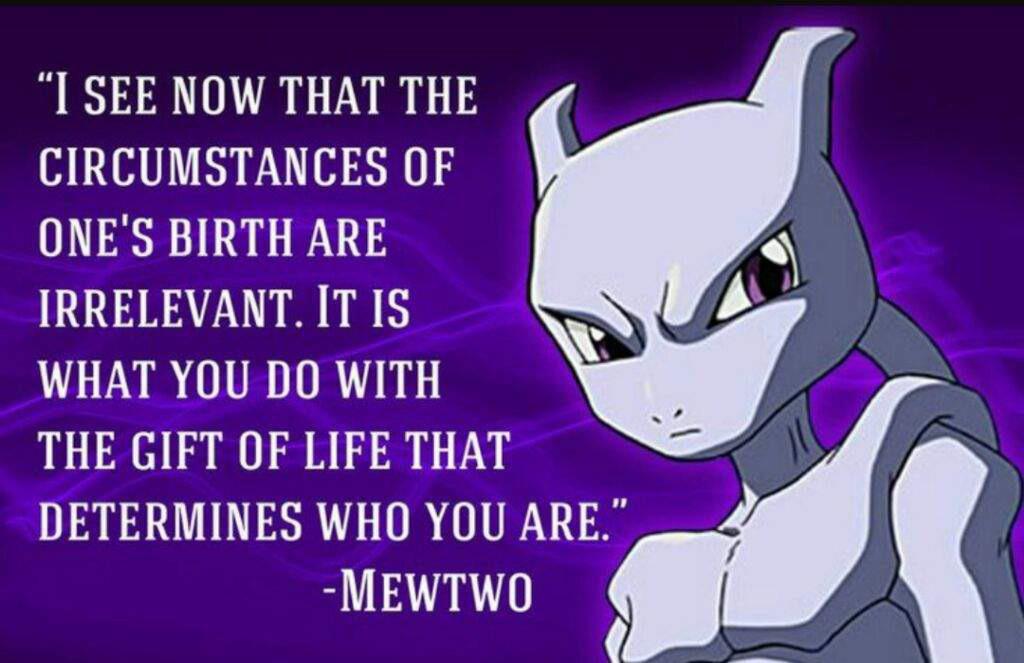 “I see now that the
circumstances of
one's birth are
irrelevant. It is
what you do with
the gift of life that
determines who you are.”
-Mewtwo